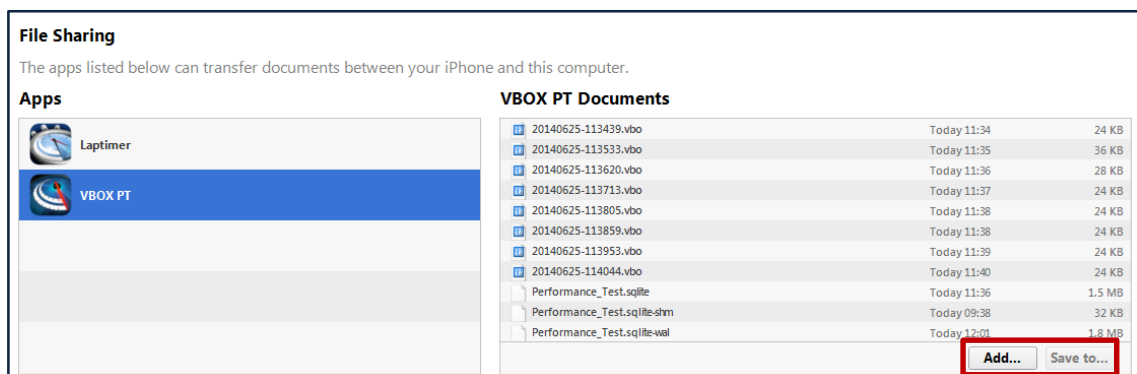 File Sharing
The apps listed below can transfer documents between your iPhone and this computer.
Apps
Laptimer
VBOX PT
VBOX PT Documents
20140625-113439.vbo Today 11:34 24 KB
20140625-113533.vbo Today 11:35 36 KB
20140625-113620.vbo Today 11:36 28 KB
20140625-113713.vbo Today 11:37 24 KB
20140625-113805.vbo Today 11:38 24 KB
20140625-113859.vbo Today 11:38 24 KB
20140625-113953.vbo Today 11:39 24 KB
20140625-114044.vbo Today 11:40 24 KB
Performance_Test.sqlite Today 11:36 1.5 MB
Performance_Test.sqlite-shm Today 09:38 32 KB
Performance_Test.sqlite-wal Today 12:01 1.8 MB
Add... Save to...